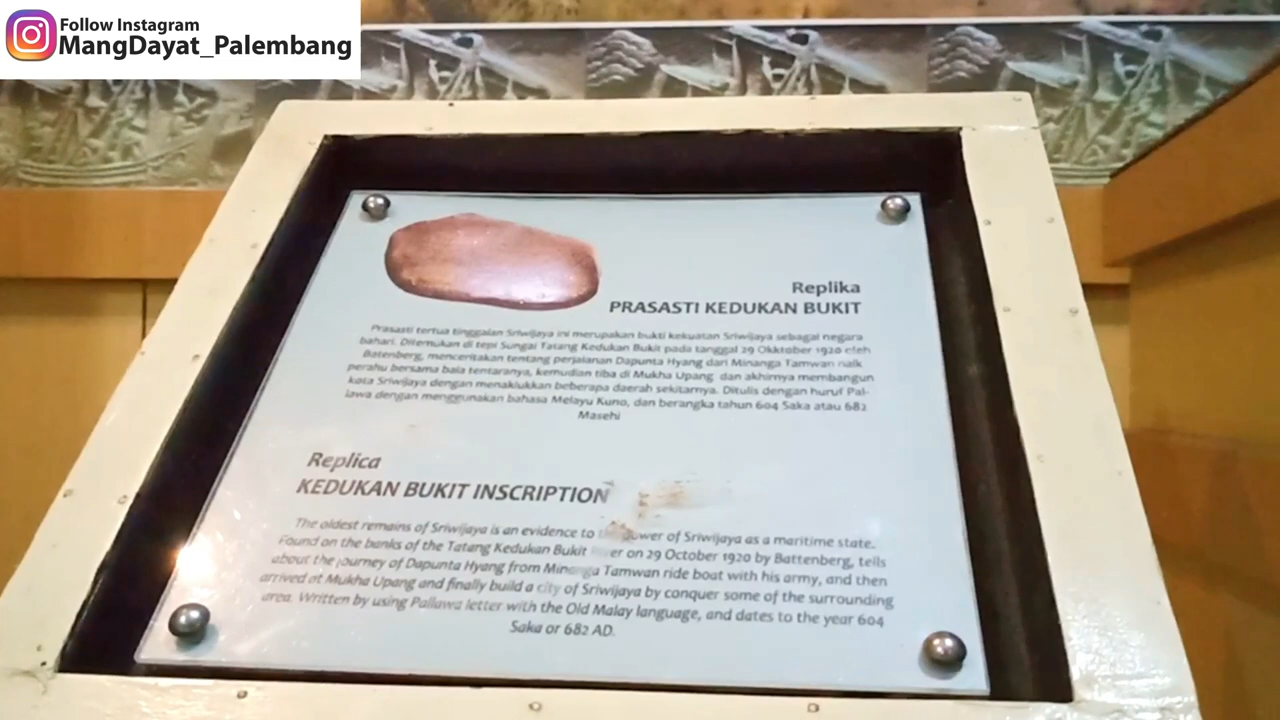 Follow Instagram
MangDayat_Palembang
Replika
PRASASTI KEDUKAN BUKIT
Prasasti tertua tinggalan Sriwijaya ini merupakan bukti kekuatan Sriwijaya sebagai negara
bahari. Ditemukan di tepi Sungai Tatang Kedukan Bukit pada tanggal 29 Okktober 1920 oleh
Batenberg, menceritakan tentang perjalanan Dapunta Hyang dari Minanga Tamwan naik
perahu bersama bala tentaranya, kemudian tiba di Mukha Upang dan akhirnya membangun
kota Sriwijaya dengan menaklukkan beberapa daerah sekitarnya. Ditulis dengan huruf Pal-
lawa dengan menggunakan bahasa Melayu Kuno, dan berangka tahun 604 Saka atau 682
Masehi
Replica
KEDUKAN BUKIT INSCRIPTION
The oldest remains of Sriwijaya is an evidence to the power of Sriwijaya as a maritime state.
Found on the banks of the Tatang Kedukan Bukit River on 29 October 1920 by Battenberg, tells
about the journey of Dapunta Hyang from Minanga Tamwan ride boat with his army, and then
arrived at Mukha Upang and finally build a city of Sriwijaya by conquer some of the surrounding
area. Written by using Pallawa letter with the Old Malay language, and dates to the year 604
Saka or 682 AD.